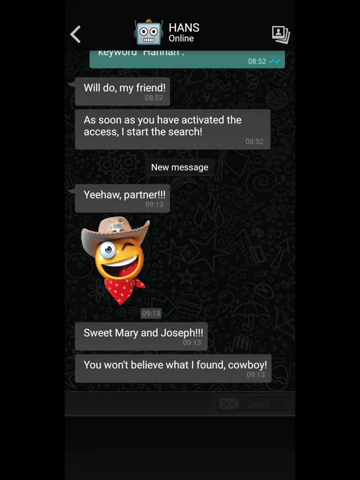 HANS
Online
keyword "Hannah".
08:52
Will do, my friend!
08:52
As soon as you have activated the
access, I start the search!
08:52
New message
Yeehaw, partner!!!
09:13
09:13
Sweet Mary and Joseph!!!
09:13
You won't believe what I found, cowboy!
09:13
Send